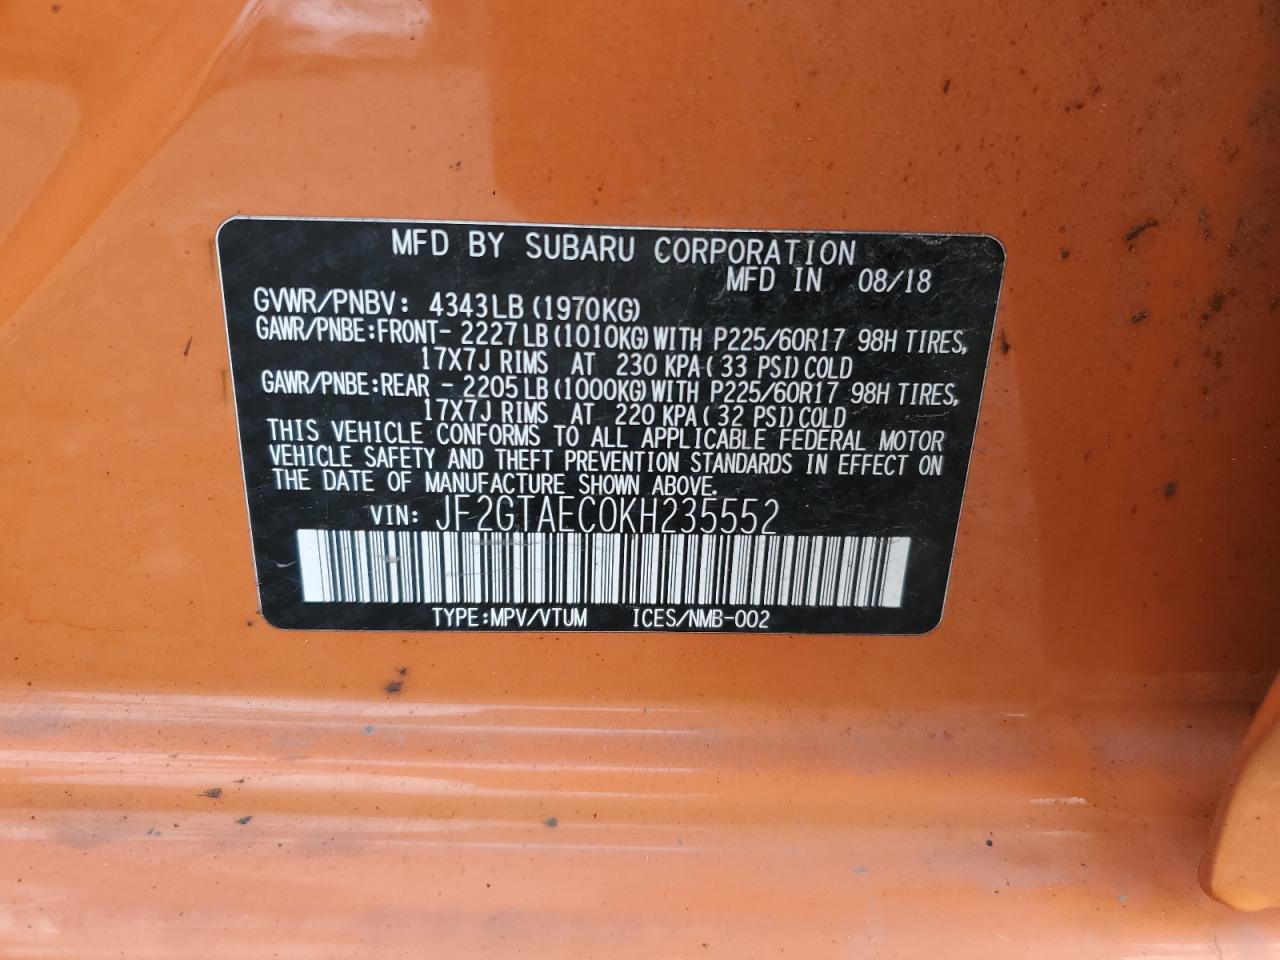 MFD BY SUBARU CORPORATION
MFD IN 08/18
GVWR/PNBV: 4343LB (1970KG)
GAWR/PNBE:FRONT- 2227LB (1010KG) WITH P225/60R17 98H TIRES,
17X7J RIMS AT 230 KPA ( 33 PSI) COLD
GAWR/PNBE:REAR - 2205LB (1000KG) WITH P225/60R17 98H TIRES,
17X7J RIMS AT 220 KPA ( 32 PSI) COLD
THIS VEHICLE CONFORMS TO ALL APPLICABLE FEDERAL MOTOR
VEHICLE SAFETY AND THEFT PREVENTION STANDARDS IN EFFECT ON
THE DATE OF MANUFACTURE SHOWN ABOVE.
VIN: JF2GTAEC0KH235552
TYPE:MPV/VTUM ICES/NMB-002